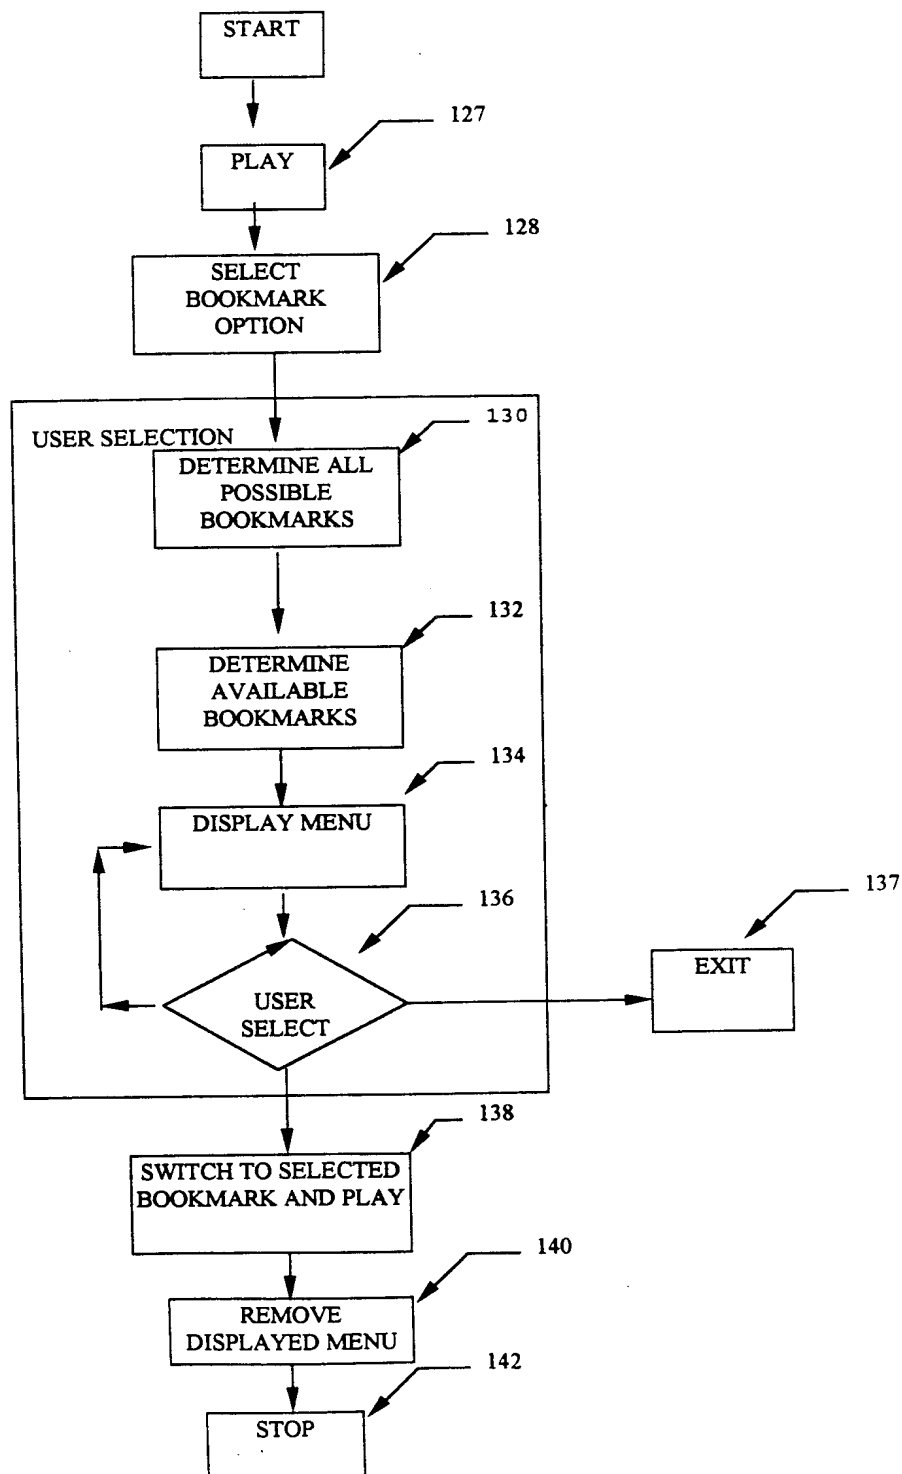 START
127
PLAY
128
SELECT
BOOKMARK
OPTION
130
USER SELECTION
DETERMINE ALL
POSSIBLE
BOOKMARKS
132
DETERMINE
AVAILABLE
BOOKMARKS
134
DISPLAY MENU
136
137
EXIT
USER
SELECT
138
SWITCH TO SELECTED
BOOKMARK AND PLAY
140
REMOVE
DISPLAYED MENU
142
STOP